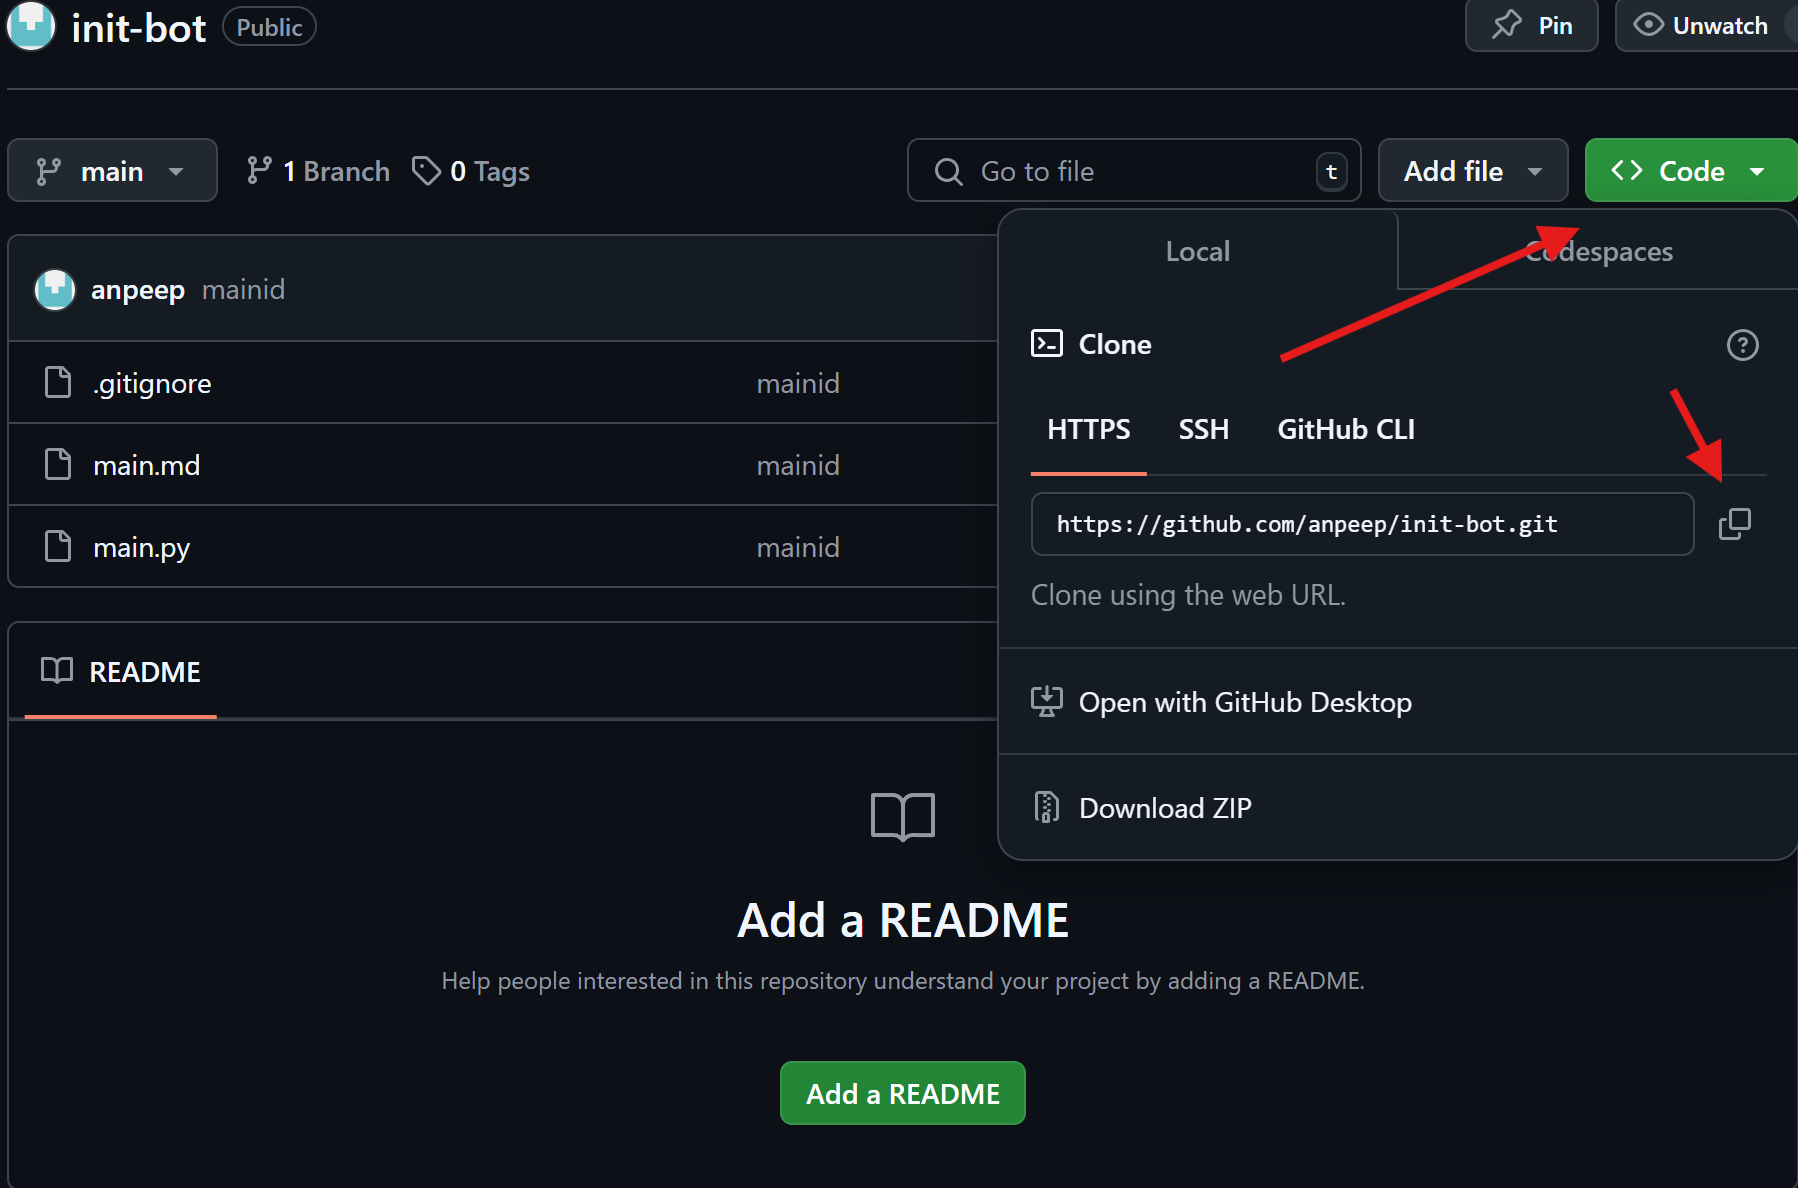 init-bot Public
Pin
Unwatch
main
1 Branch
0 Tags
Go to file
t
Add file
Code
Local
Codespaces
anpeep mainid
.gitignore mainid
main.md mainid
main.py mainid
Clone
HTTPS SSH GitHub CLI
https://github.com/anpeep/init-bot.git
Clone using the web URL.
Open with GitHub Desktop
Download ZIP
README
Add a README
Help people interested in this repository understand your project by adding a README.
Add a README